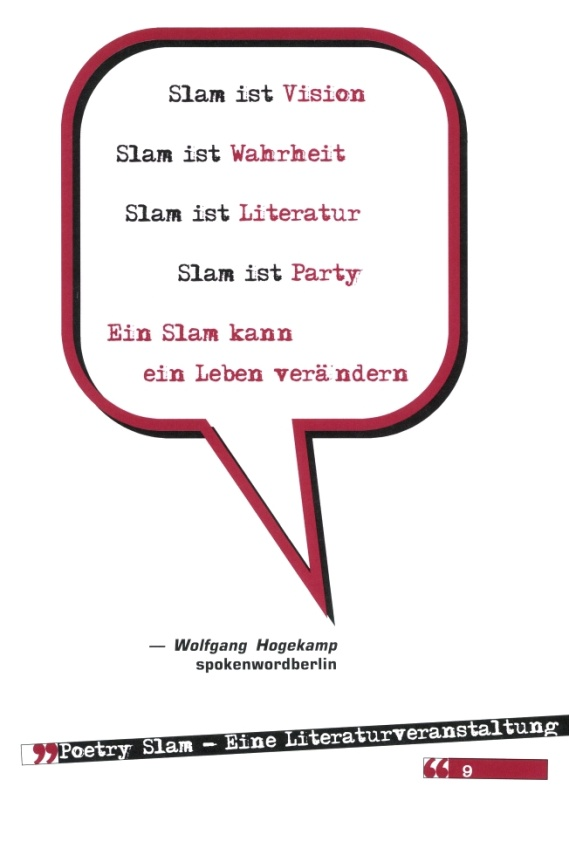 Slam ist Vision
Slam ist Wahrheit
Slam ist Literatur
Slam ist Party
Ein Slam kann
ein Leben verändern
— Wolfgang Hogekamp
spokenwordberlin
Poetry Slam – Eine Literaturveranstaltung
9